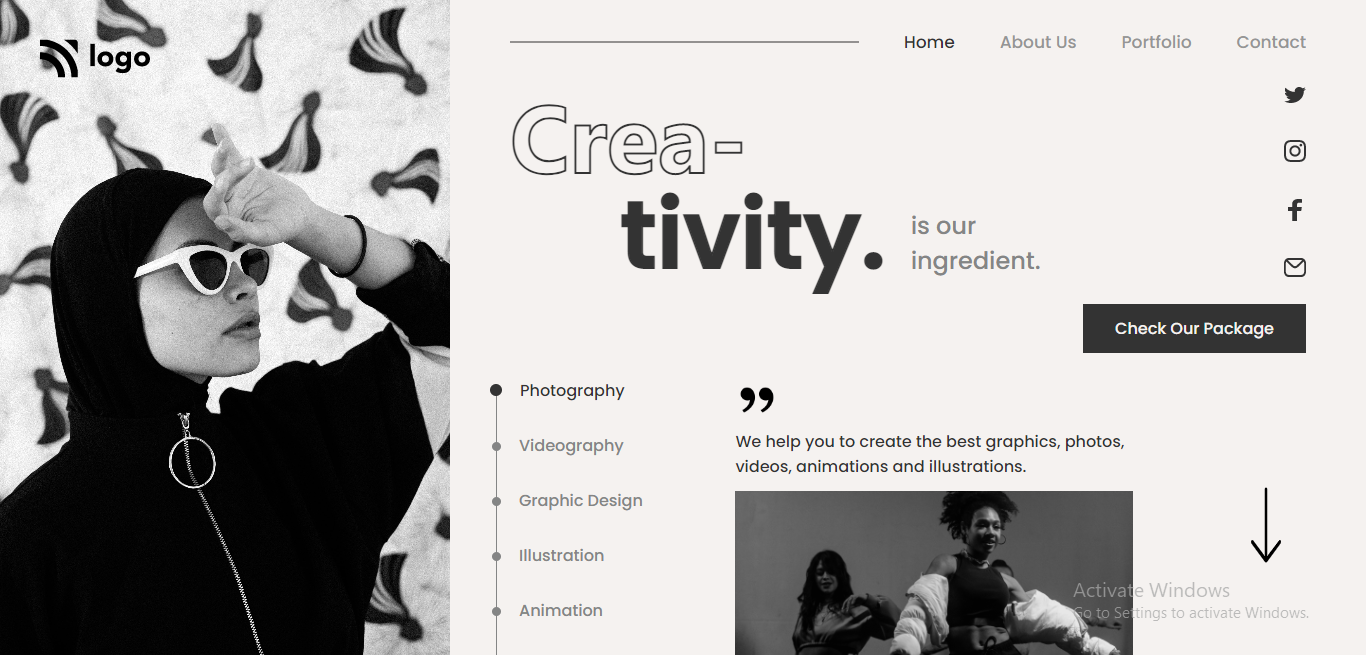 logo
Home About Us Portfolio Contact
Crea-
tivity.
is our
ingredient.
Check Our Package
Photography
Videography
Graphic Design
Illustration
Animation
”
We help you to create the best graphics, photos,
videos, animations and illustrations.
Activate Windows
Go to Settings to activate Windows.